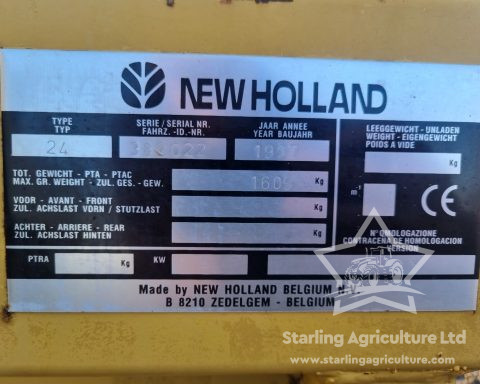 NEW HOLLAND
TYPE TYP
24
SERIE/SERIAL NR. FAHRZ.-ID.-NR.
JAAR ANNEE YEAR BAUJAHR
LEEGGEWICHT - UNLADEN WEIGHT - EIGENGEWICHT POIDS A VIDE
Kg
TOT. GEWICHT - PTA - PTAC MAX. GR. WEIGHT - ZUL. GES. - GEW.
Kg
VOOR - AVANT - FRONT ZUL. ACHSLAST VORN / STUTZLAST
Kg
m
CE
ACHTER - ARRIERE - REAR ZUL. ACHSLAST HINTEN
Kg
N° OMOLOGAZIONE CONTRACENA DE HOMOLOGACION VERSION
PTRA
Kg
KW
Made by NEW HOLLAND BELGIUM N.V.
B 8210 ZEDELGEM - BELGIUM
Starling Agriculture Ltd
www.starlingagriculture.com